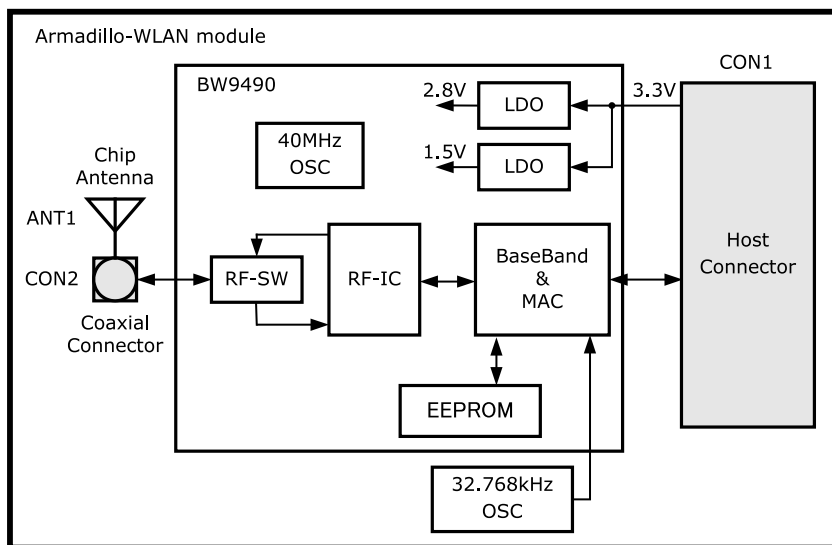 Armadillo-WLAN module
BW9490
CON1
2.8V
LDO
3.3V
40MHz
OSC
1.5V
LDO
Chip
Antenna
ANT1
CON2
Coaxial
Connector
RF-SW
RF-IC
BaseBand
&
MAC
Host
Connector
EEPROM
32.768kHz
OSC